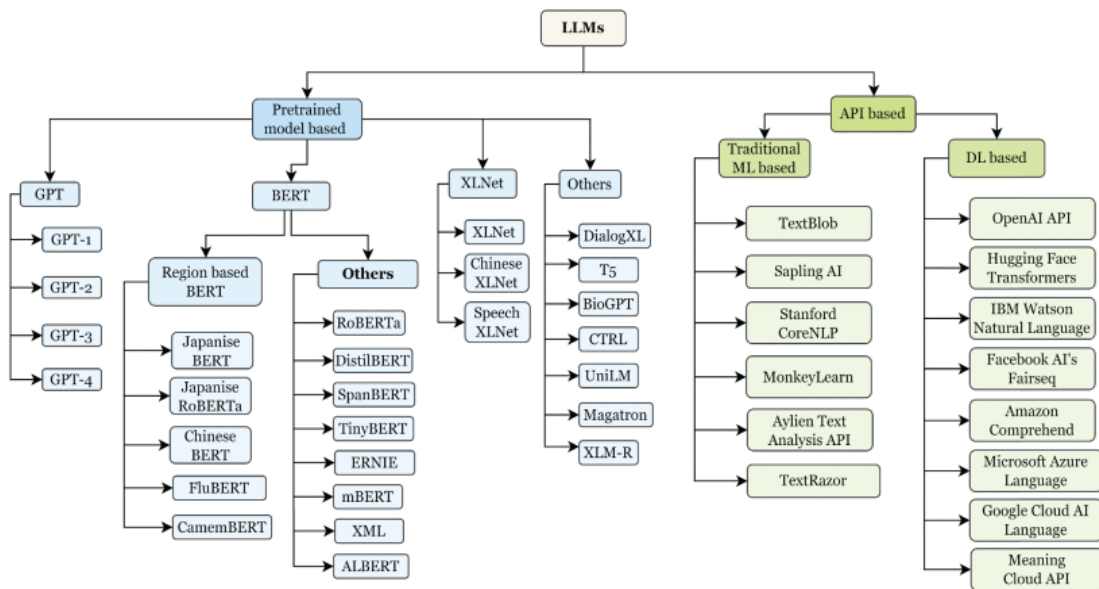 LLMs
Pretrained
model based
API based
GPT
GPT-1
GPT-2
GPT-3
GPT-4
BERT
Region based
BERT
Japanise
BERT
Japanise
RoBERTa
Chinese
BERT
FluBERT
CamemBERT
Others
RoBERTa
DistilBERT
SpanBERT
TinyBERT
ERNIE
mBERT
XML
ALBERT
XLNet
XLNet
Chinese
XLNet
Speech
XLNet
Others
DialogXL
T5
BioGPT
CTRL
UniLM
Magatron
XLM-R
Traditional
ML based
TextBlob
Sapling AI
Stanford
CoreNLP
MonkeyLearn
Aylien Text
Analysis API
TextRazor
DL based
OpenAI API
Hugging Face
Transformers
IBM Watson
Natural Language
Facebook AI's
Fairseq
Amazon
Comprehend
Microsoft Azure
Language
Google Cloud AI
Language
Meaning
Cloud API